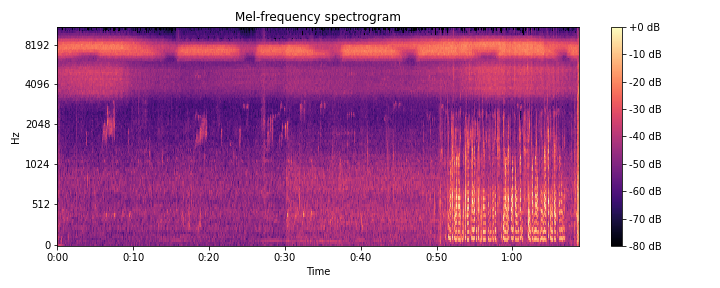 Mel-frequency spectrogram
8192
4096
2048
1024
512
0
Hz
0:00
0:10
0:20
0:30
0:40
0:50
1:00
Time
+0 dB
-10 dB
-20 dB
-30 dB
-40 dB
-50 dB
-60 dB
-70 dB
-80 dB